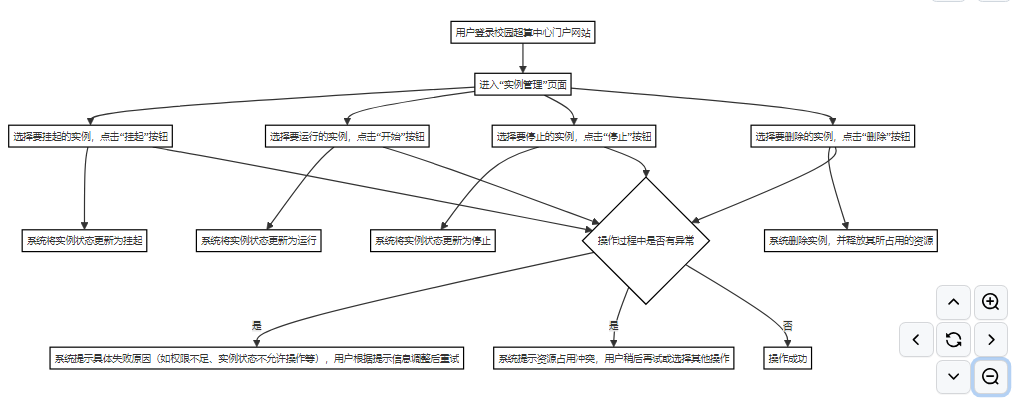 用户登录校园超算中心门户网站
进入“实例管理”页面
选择要挂起的实例，点击“挂起”按钮
选择要运行的实例，点击“开始”按钮
选择要停止的实例，点击“停止”按钮
选择要删除的实例，点击“删除”按钮
系统将实例状态更新为挂起
系统将实例状态更新为运行
系统将实例状态更新为停止
操作过程中是否有异常
系统删除实例，并释放其所占用的资源
是
是
否
系统提示具体失败原因（如权限不足、实例状态不允许操作等），用户根据提示信息调整后重试
系统提示资源占用冲突，用户稍后再试或选择其他操作
操作成功